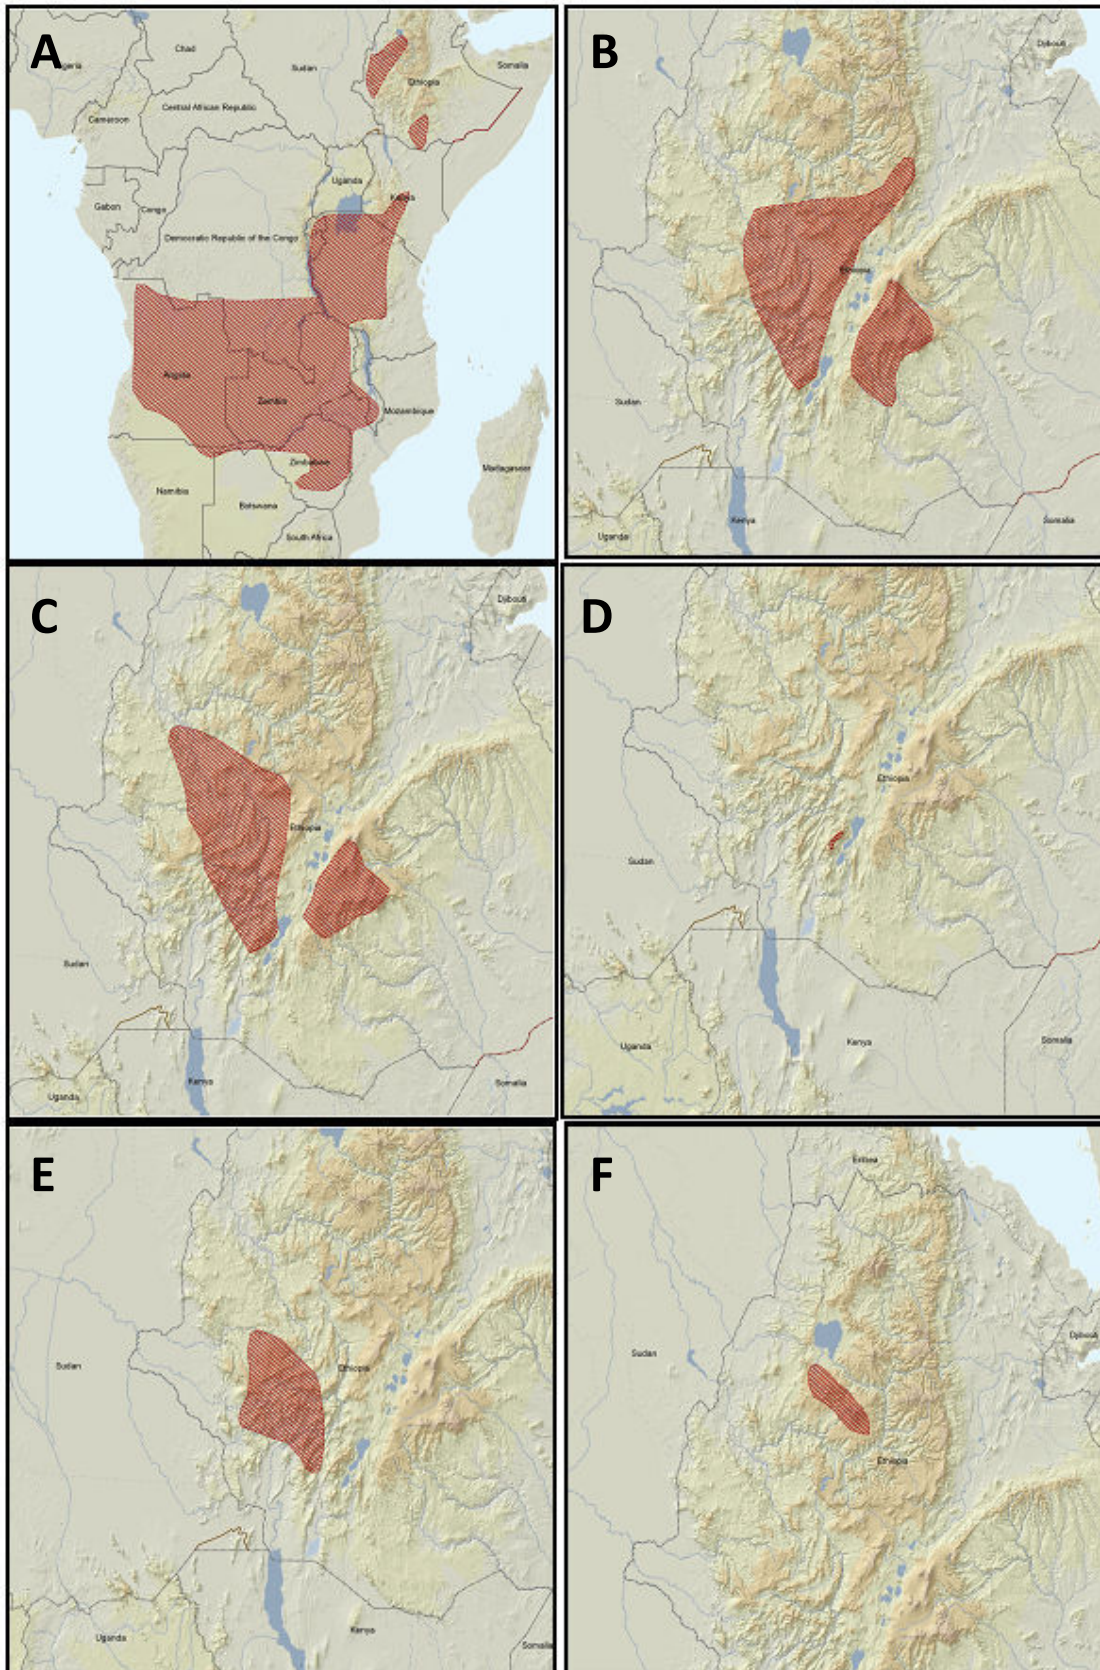 A
Chad
Sudan
Somalia
Ethiopia
Central African Republic
Cameroon
Uganda
Gabon
Congo
Democratic Republic of the Congo
Angola
Zambia
Mozambique
Zimbabwe
Madagascar
Namibia
Botswana
South Africa
B
Djibouti
Ethiopia
Sudan
Kenya
Somalia
Uganda
C
Djibouti
Ethiopia
Sudan
Kenya
Somalia
Uganda
D
Ethiopia
Sudan
Uganda
Kenya
Somalia
E
Sudan
Ethiopia
Uganda
Kenya
Somalia
F
Eritrea
Djibouti
Sudan
Ethiopia